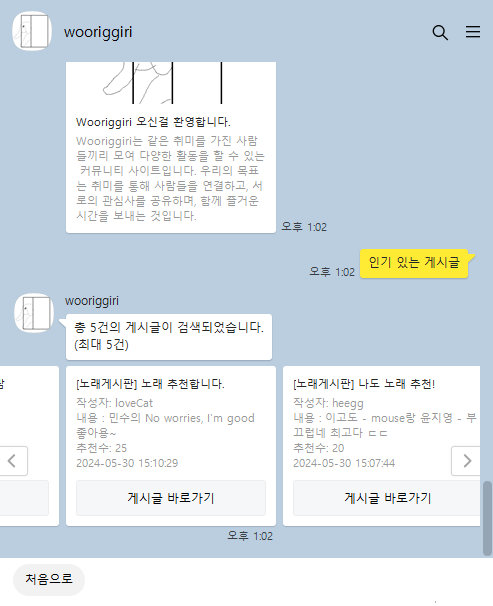 wooriggiri
Wooriggiri 오신걸 환영합니다.
Wooriggiri는 같은 취미를 가진 사람
들끼리 모여 다양한 활동을 할 수 있는
커뮤니티 사이트입니다. 우리의 목표
는 취미를 통해 사람들을 연결하고, 서
로의 관심사를 공유하며, 함께 즐거운
시간을 보내는 것입니다.
오후 1:02
인기 있는 게시글
오후 1:02
wooriggiri
총 5건의 게시글이 검색되었습니다.
(최대 5건)
[노래게시판] 노래 추천합니다.
작성자: loveCat
내용 : 민수의 No worries, I'm good
좋아용~
추천수: 25
2024-05-30 15:10:29
게시글 바로가기
[노래게시판] 나도 노래 추천!
작성자: heegg
내용 : 이고도 - mouse랑 윤지영 - 부
끄럽네 최고다 ㄷㄷ
추천수: 20
2024-05-30 15:07:44
게시글 바로가기
오후 1:02
처음으로